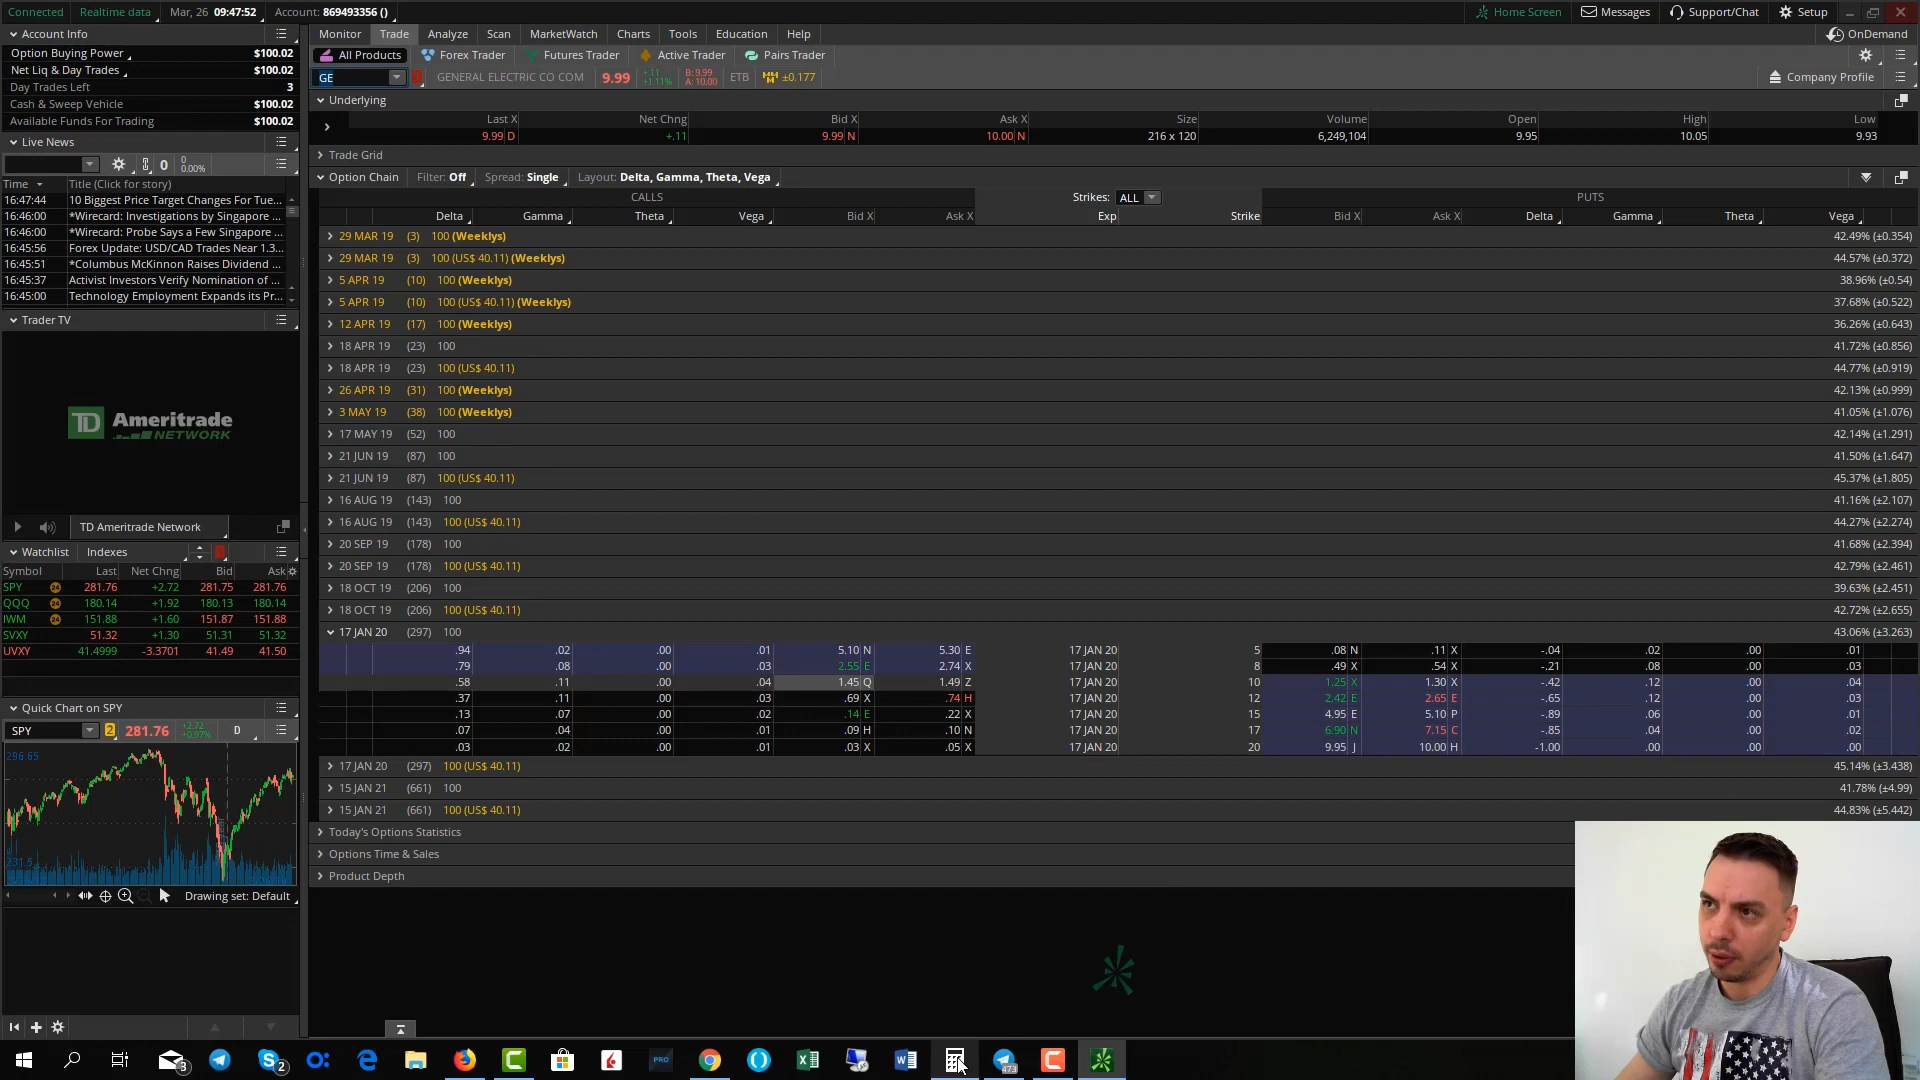 Connected Realtime data Mar, 26 09:47:52 Account: 869493356 () Home Screen Messages Support/Chat Setup
Account Info Monitor Trade Analyze Scan MarketWatch Charts Tools Education Help OnDemand
Option Buying Power $100.02 All Products Forex Trader Futures Trader Active Trader Pairs Trader
Net Liq & Day Trades $100.02 GE GENERAL ELECTRIC CO COM 9.99 +.11 +1.11% B: 9.99 A: 10.00 ETB ±0.177 Company Profile
Day Trades Left 3
Cash & Sweep Vehicle $100.02
Available Funds For Trading $100.02
Underlying
Last X Net Chng Bid X Ask X Size Volume Open High Low
9.99 D +.11 9.99 N 10.00 N 216 x 120 6,249,104 9.95 10.05 9.93
Trade Grid
Option Chain Filter: Off Spread: Single Layout: Delta, Gamma, Theta, Vega
CALLS Strikes: ALL PUTS
Delta Gamma Theta Vega Bid X Ask X Exp Strike Bid X Ask X Delta Gamma Theta Vega
29 MAR 19 (3) 100 (Weeklys) 42.49% (±0.354)
29 MAR 19 (3) 100 (US$ 40.11) (Weeklys) 44.57% (±0.372)
5 APR 19 (10) 100 (Weeklys) 38.96% (±0.54)
5 APR 19 (10) 100 (US$ 40.11) (Weeklys) 37.68% (±0.522)
12 APR 19 (17) 100 (Weeklys) 36.26% (±0.643)
18 APR 19 (23) 100 41.72% (±0.856)
18 APR 19 (23) 100 (US$ 40.11) 44.77% (±0.919)
26 APR 19 (31) 100 (Weeklys) 42.13% (±0.999)
3 MAY 19 (38) 100 (Weeklys) 41.05% (±1.076)
17 MAY 19 (52) 100 42.14% (±1.291)
21 JUN 19 (87) 100 41.50% (±1.647)
21 JUN 19 (87) 100 (US$ 40.11) 45.37% (±1.805)
16 AUG 19 (143) 100 41.16% (±2.107)
16 AUG 19 (143) 100 (US$ 40.11) 44.27% (±2.274)
20 SEP 19 (178) 100 41.68% (±2.394)
20 SEP 19 (178) 100 (US$ 40.11) 42.79% (±2.461)
18 OCT 19 (206) 100 39.63% (±2.451)
18 OCT 19 (206) 100 (US$ 40.11) 42.72% (±2.655)
17 JAN 20 (297) 100 43.06% (±3.263)
.94 .02 .00 .01 5.10 N 5.30 E 17 JAN 20 5 .08 N .11 X -.04 .02 .00 .01
.79 .08 .00 .03 2.55 E 2.74 X 17 JAN 20 8 .49 X .54 X -.21 .08 .00 .03
.58 .11 .00 .04 1.45 Q 1.49 Z 17 JAN 20 10 1.25 X 1.30 X -.42 .12 .00 .04
.37 .11 .00 .03 .69 X .74 H 17 JAN 20 12 2.42 E 2.65 E -.65 .12 .00 .03
.13 .07 .00 .02 .14 E .22 X 17 JAN 20 15 4.95 E 5.10 P -.89 .06 .00 .01
.07 .04 .00 .01 .09 H .10 N 17 JAN 20 17 6.90 N 7.15 C -.85 .04 .00 .02
.03 .02 .00 .01 .03 X .05 X 17 JAN 20 20 9.95 J 10.00 H -1.00 .00 .00 .00
17 JAN 20 (297) 100 (US$ 40.11) 45.14% (±3.438)
15 JAN 21 (661) 100 41.78% (±4.99)
15 JAN 21 (661) 100 (US$ 40.11) 44.83% (±5.442)
Today's Options Statistics
Options Time & Sales
Product Depth
Live News
0 0 0.00%
Time Title (Click for story)
16:47:44 10 Biggest Price Target Changes For Tue...
16:46:00 *Wirecard: Investigations by Singapore ...
16:46:00 *Wirecard: Probe Says a Few Singapore ...
16:45:56 Forex Update: USD/CAD Trades Near 1.3...
16:45:51 *Columbus McKinnon Raises Dividend ...
16:45:37 Activist Investors Verify Nomination of ...
16:45:00 Technology Employment Expands its Pr...
Trader TV
TD Ameritrade
NETWORK
TD Ameritrade Network
Watchlist Indexes
Symbol Last Net Chng Bid Ask
SPY 24 281.76 +2.72 281.75 281.76
QQQ 24 180.14 +1.92 180.13 180.14
IWM 24 151.88 +1.60 151.87 151.88
SVXY 51.32 +1.30 51.31 51.32
UVXY 41.4999 -3.3701 41.49 41.50
Quick Chart on SPY
SPY 2 281.76 +2.72 +0.97% D
296.65
231.5
Drawing set: Default
3 2 PRO 473